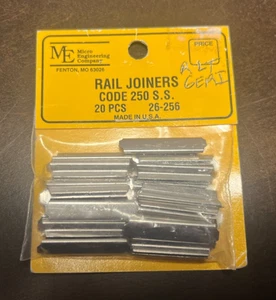 ME
Micro
Engineering
Company
FENTON, MO 63026
PRICE
RAIL JOINERS
CODE 250 S.S.
20 PCS 26-256
MADE IN U.S.A.